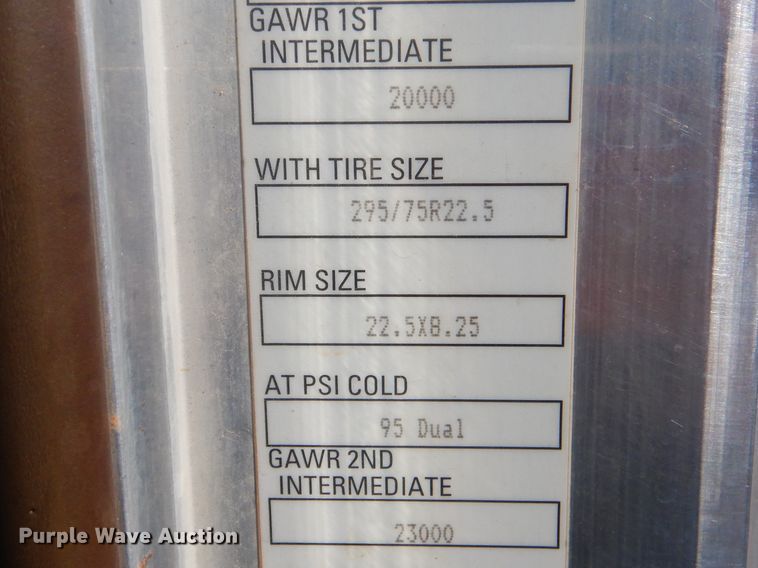 GAWR 1ST
INTERMEDIATE
20000
WITH TIRE SIZE
295/75R22.5
RIM SIZE
22.5X8.25
AT PSI COLD
95 Dual
GAWR 2ND
INTERMEDIATE
23000
Purple Wave Auction